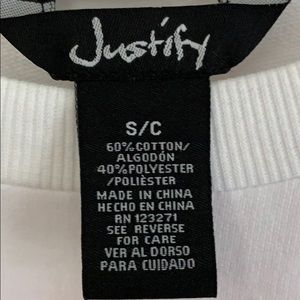 Justify
S/C
60% COTTON/
ALGODÓN
40% POLYESTER
/POLIÈSTER
MADE IN CHINA
HECHO EN CHINA
RN 123271
SEE REVERSE
FOR CARE
VER AL DORSO
PARA CUIDADO